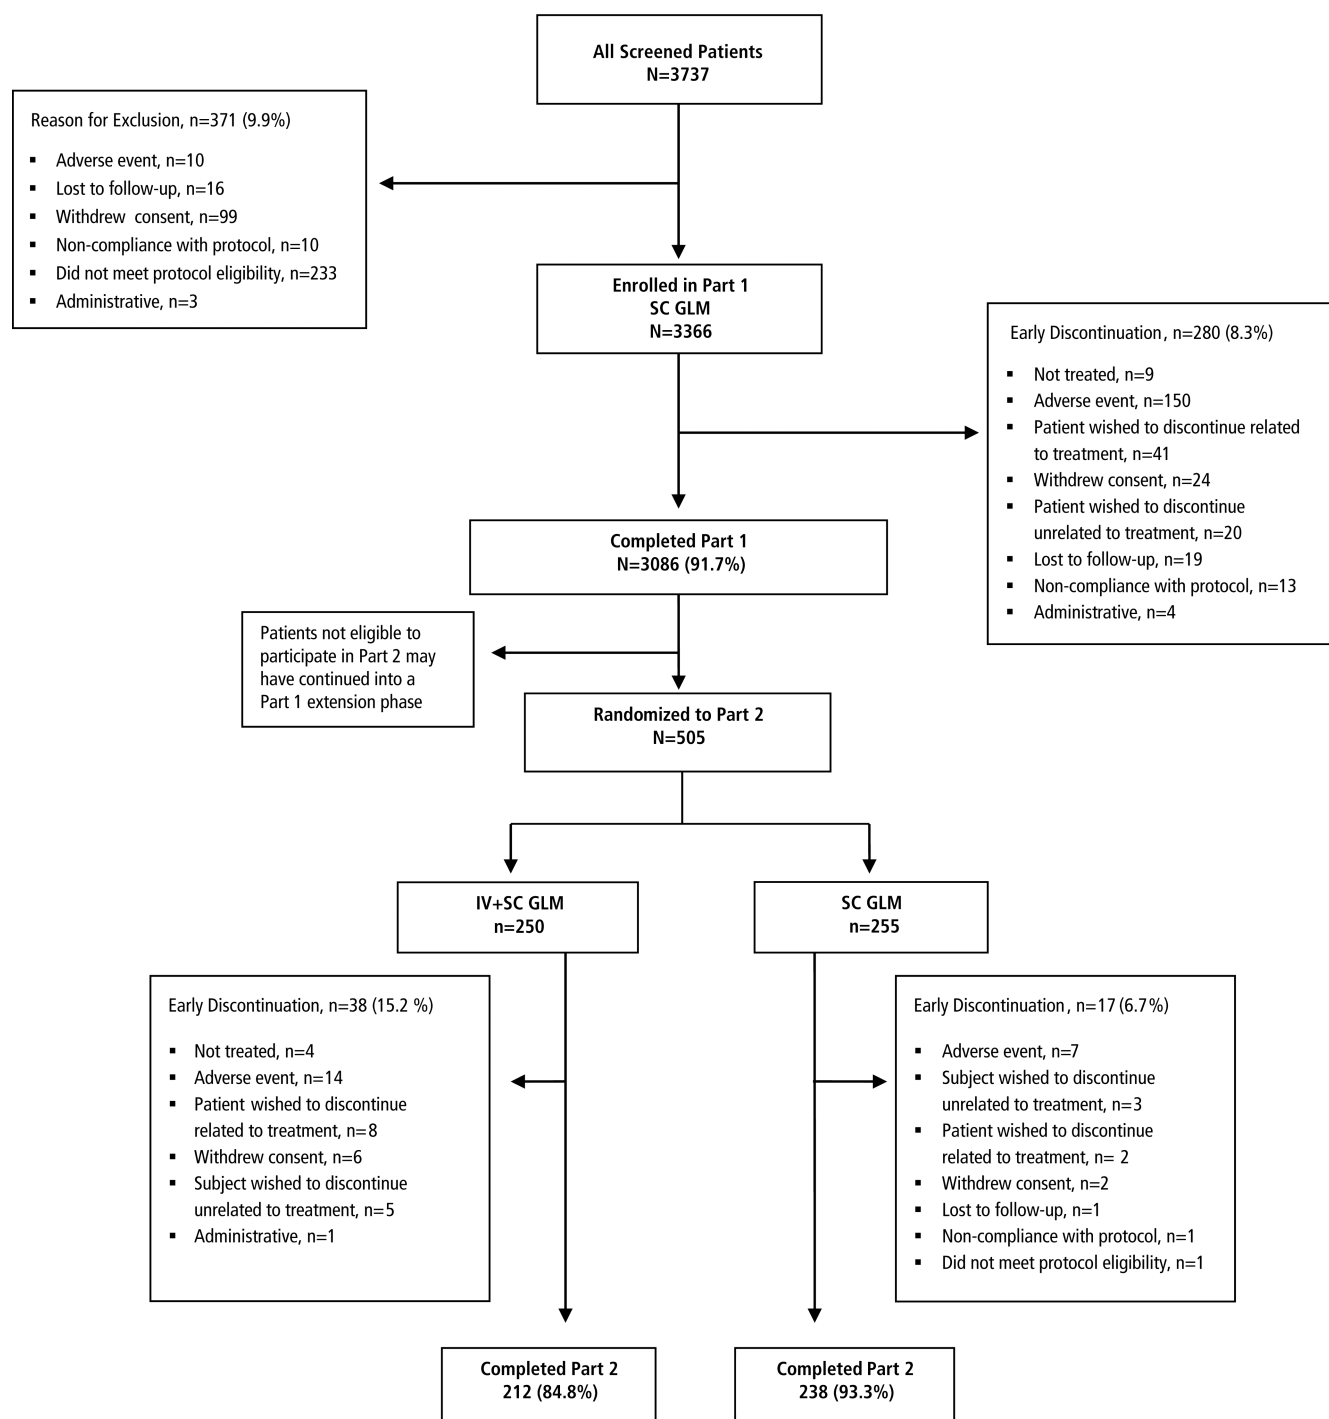 All Screened Patients
N=3737
Reason for Exclusion, n=371 (9.9%)
▪ Adverse event, n=10
▪ Lost to follow-up, n=16
▪ Withdrew consent, n=99
▪ Non-compliance with protocol, n=10
▪ Did not meet protocol eligibility, n=233
▪ Administrative, n=3
Enrolled in Part 1
SC GLM
N=3366
Early Discontinuation, n=280 (8.3%)
▪ Not treated, n=9
▪ Adverse event, n=150
▪ Patient wished to discontinue related
to treatment, n=41
▪ Withdrew consent, n=24
▪ Patient wished to discontinue
unrelated to treatment, n=20
▪ Lost to follow-up, n=19
▪ Non-compliance with protocol, n=13
▪ Administrative, n=4
Completed Part 1
N=3086 (91.7%)
Patients not eligible to
participate in Part 2 may
have continued into a
Part 1 extension phase
Randomized to Part 2
N=505
IV+SC GLM
n=250
SC GLM
n=255
Early Discontinuation, n=38 (15.2 %)
▪ Not treated, n=4
▪ Adverse event, n=14
▪ Patient wished to discontinue
related to treatment, n=8
▪ Withdrew consent, n=6
▪ Subject wished to discontinue
unrelated to treatment, n=5
▪ Administrative, n=1
Early Discontinuation, n=17 (6.7%)
▪ Adverse event, n=7
▪ Subject wished to discontinue
unrelated to treatment, n=3
▪ Patient wished to discontinue
related to treatment, n= 2
▪ Withdrew consent, n=2
▪ Lost to follow-up, n=1
▪ Non-compliance with protocol, n=1
▪ Did not meet protocol eligibility, n=1
Completed Part 2
212 (84.8%)
Completed Part 2
238 (93.3%)